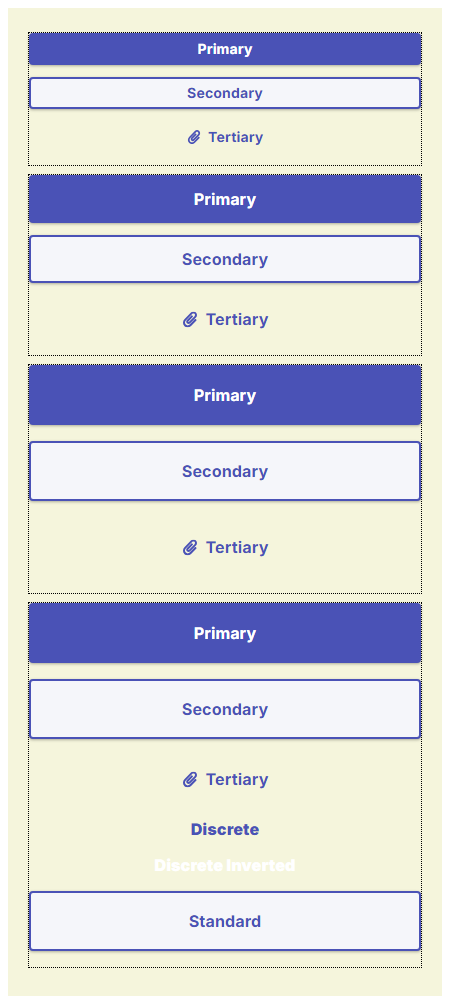 Primary
Secondary
Tertiary
Primary
Secondary
Tertiary
Primary
Secondary
Tertiary
Primary
Secondary
Tertiary
Discrete
Discrete Inverted
Standard